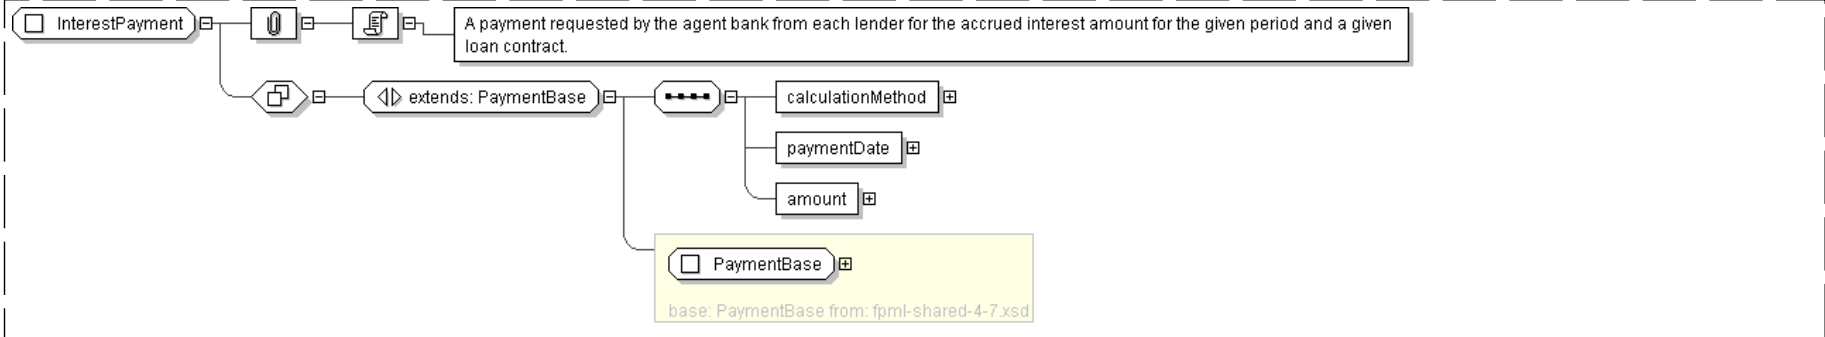 InterestPayment
A payment requested by the agent bank from each lender for the accrued interest amount for the given period and a given
loan contract.
extends: PaymentBase
calculationMethod
paymentDate
amount
PaymentBase
base: PaymentBase from: fpml-shared-4-7.xsd